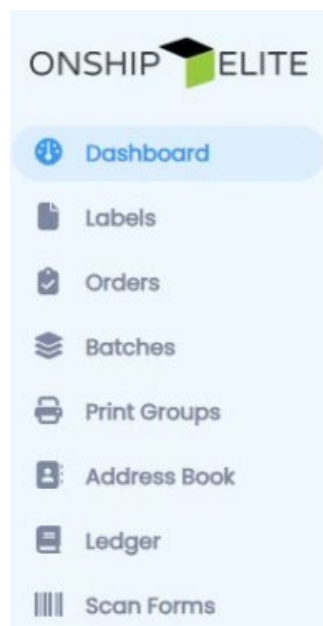 ONSHIP ELITE
Dashboard
Labels
Orders
Batches
Print Groups
Address Book
Ledger
Scan Forms